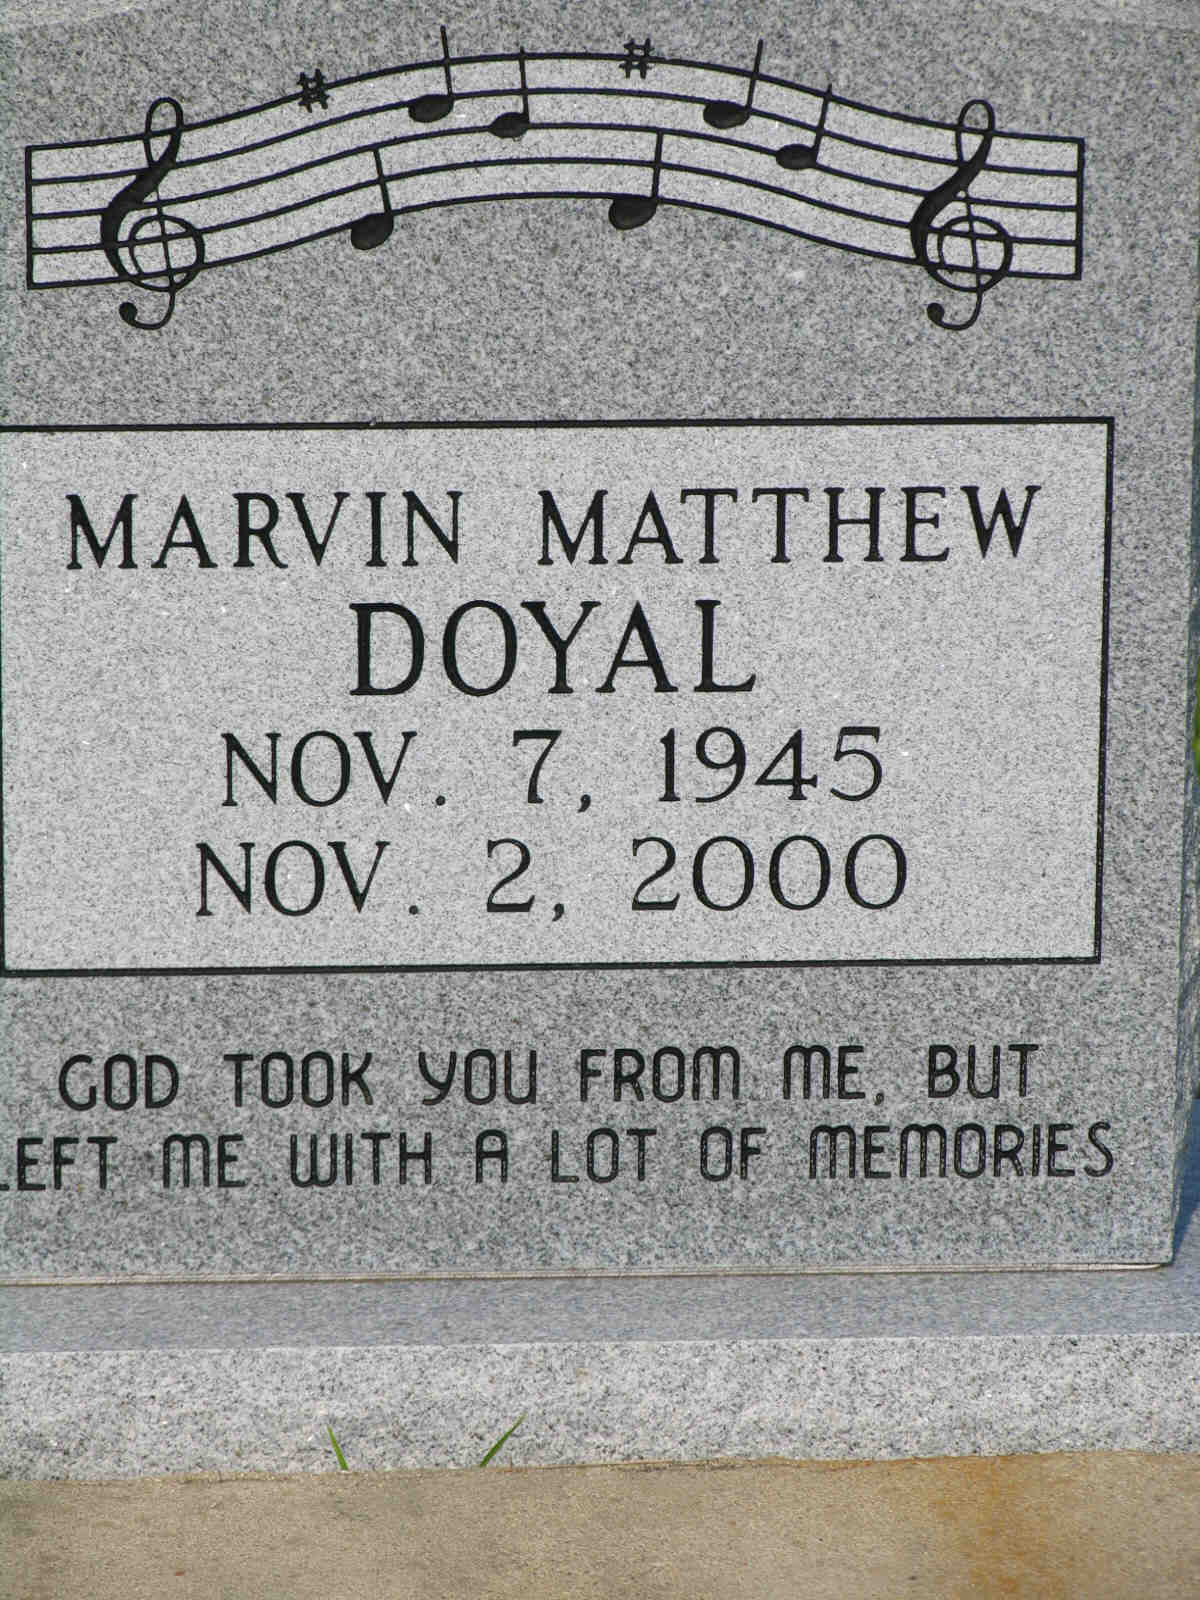 MARVIN MATTHEW
DOYAL
NOV. 7, 1945
NOV. 2, 2000
GOD TOOK YOU FROM ME, BUT
LEFT ME WITH A LOT OF MEMORIES